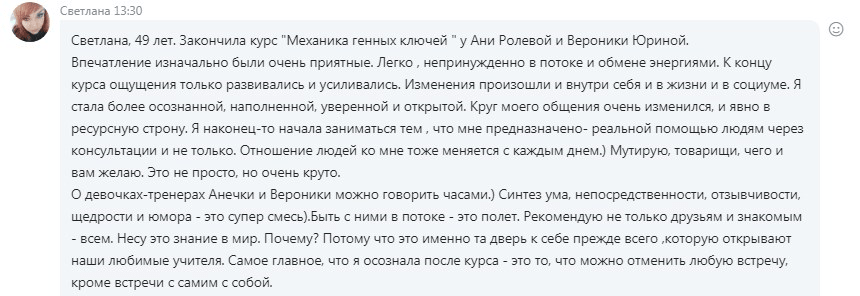 Светлана 13:30
Светлана, 49 лет. Закончила курс "Механика генных ключей " у Ани Ролевой и Вероники Юриной.
Впечатление изначально были очень приятные. Легко , непринужденно в потоке и обмене энергиями. К концу
курса ощущения только развивались и усиливались. Изменения произошли и внутри себя и в жизни и в социуме. Я
стала более осознанной, наполненной, уверенной и открытой. Круг моего общения очень изменился, и явно в
ресурсную строну. Я наконец-то начала заниматься тем , что мне предназначено- реальной помощью людям через
консультации и не только. Отношение людей ко мне тоже меняется с каждым днем.) Мутирую, товарищи, чего и
вам желаю. Это не просто, но очень круто.
О девочках-тренерах Анечки и Вероники можно говорить часами.) Синтез ума, непосредственности, отзывчивости,
щедрости и юмора - это супер смесь).Быть с ними в потоке - это полет. Рекомендую не только друзьям и знакомым
- всем. Несу это знание в мир. Почему? Потому что это именно та дверь к себе прежде всего ,которую открывают
наши любимые учителя. Самое главное, что я осознала после курса - это то, что можно отменить любую встречу,
кроме встречи с самим с собой.